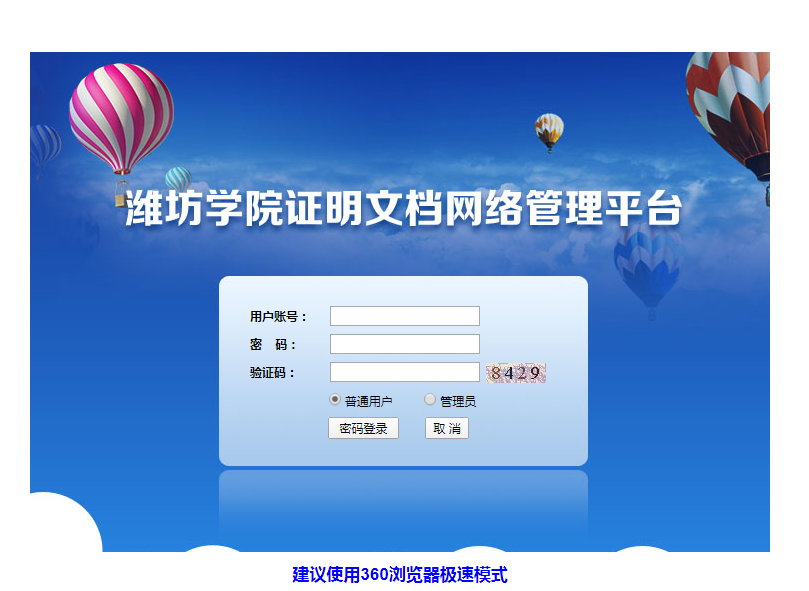 潍坊学院证明文档网络管理平台
用户账号：
密 码：
验证码： 8429
普通用户 管理员
密码登录 取 消
建议使用360浏览器极速模式